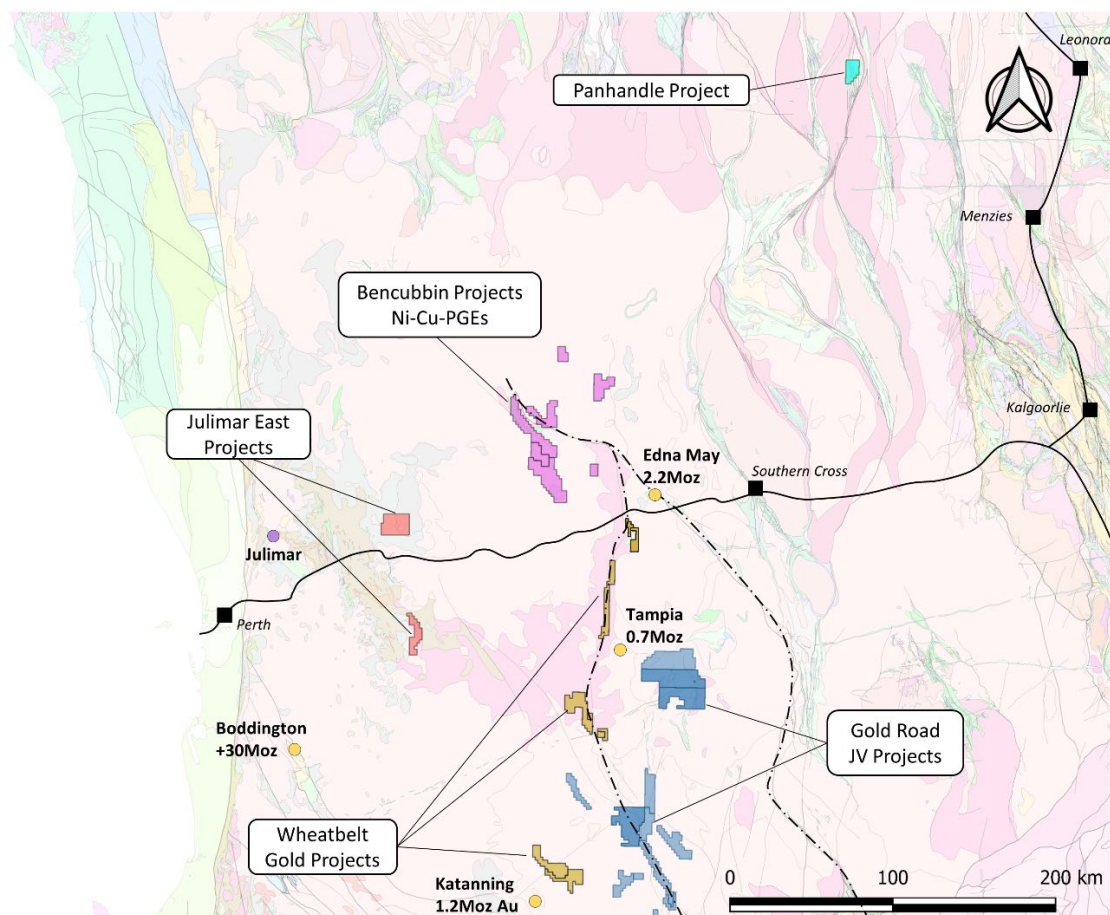 Leonora
Panhandle Project
Menzies
Bencubbin Projects
Ni-Cu-PGEs
Julimar East
Projects
Kalgoorlie
Edna May
2.2Moz
Southern Cross
Julimar
Perth
Tampia
0.7Moz
Boddington
+30Moz
Gold Road
JV Projects
Wheatbelt
Gold Projects
Katanning
1.2Moz Au
0
100
200 km